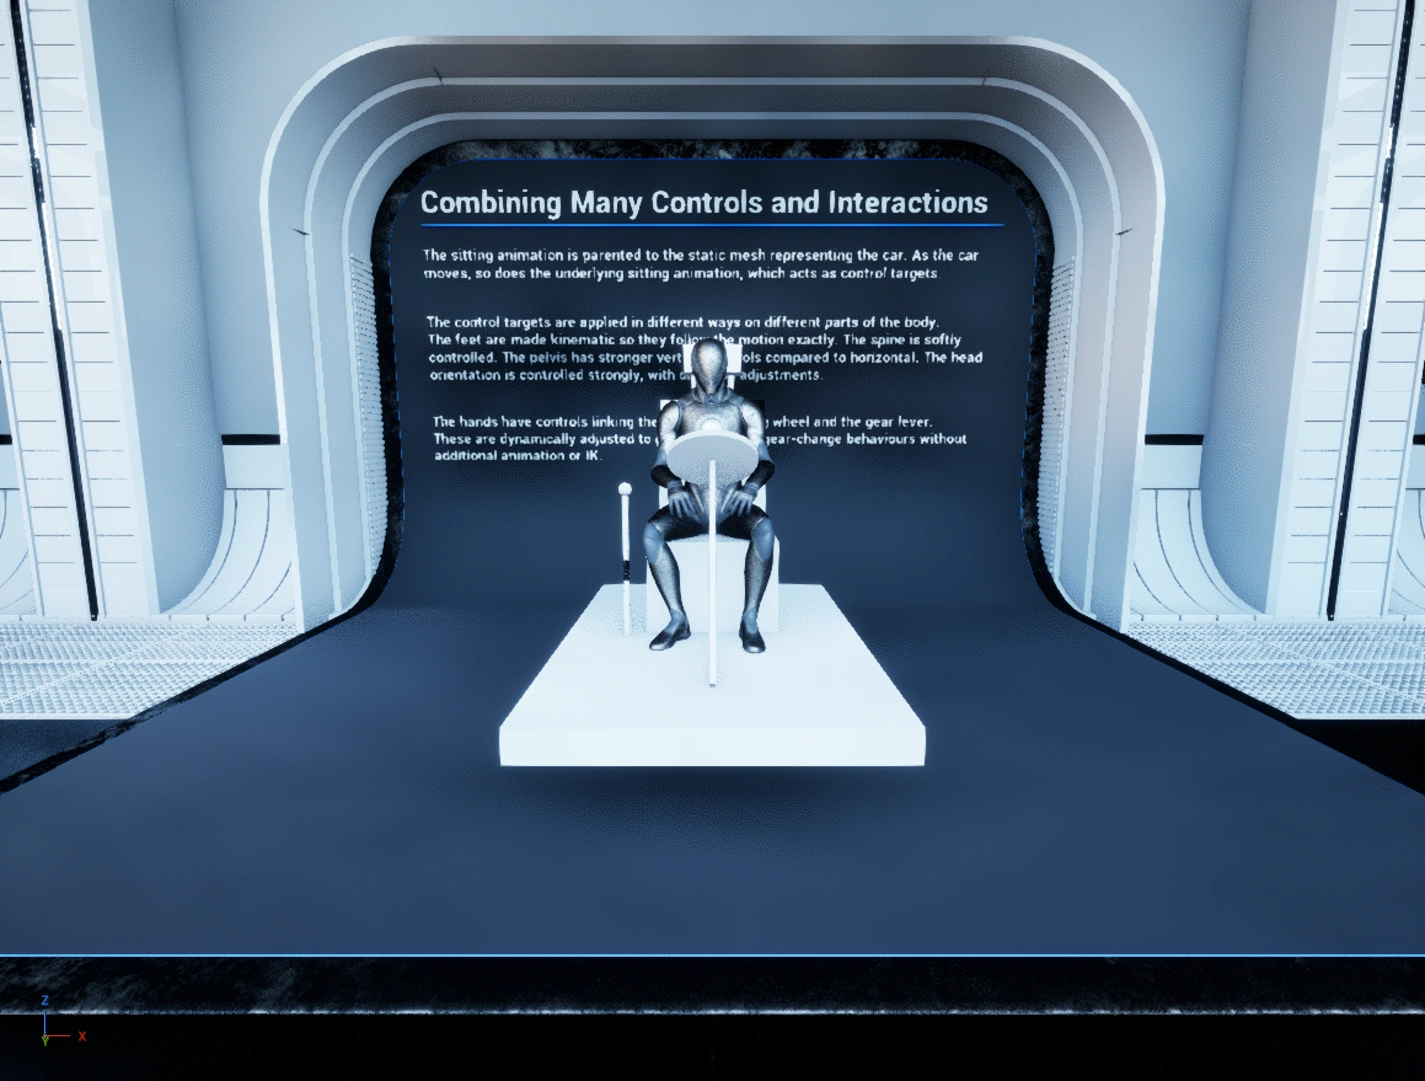 Combining Many Controls and Interactions
The sitting animation is parented to the static mesh representing the car. As the car
moves, so does the underlying sitting animation, which acts as control targets.
The control targets are applied in different ways on different parts of the body.
The feet are made kinematic so they follow the motion exactly. The spine is softly
controlled. The pelvis has stronger compared to horizontal. The head
orientation is controlled strongly, with adjustments.
The hands have controls linking the wheel and the gear lever.
These are dynamically adjusted to gear-change behaviours without
additional animation or IK.
Z
X
Y